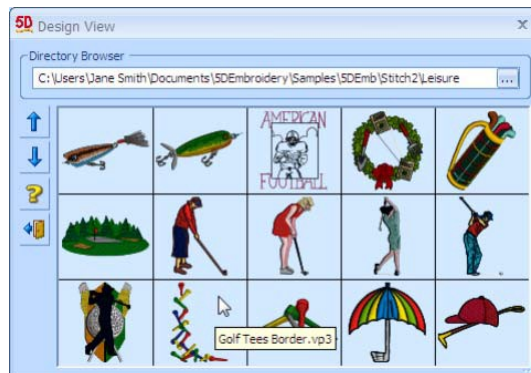 5D Design View
Directory Browser
C:\Users\Jane Smith\Documents\5DEmbroidery\Samples\5DEmb\Stitch2\Leisure
...
AMERICAN
FOOTBALL
?
Golf Tees Border.vp3